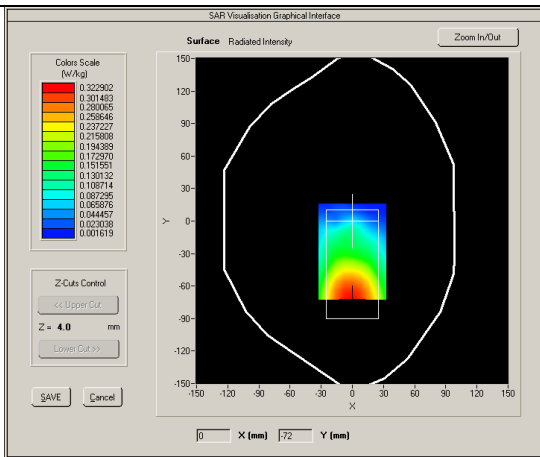 SAR Visualisation Graphical Interface
Surface Radiated Intensity
Zoom In/Out
Colors Scale
(W/kg)
0.322902
0.301483
0.280065
0.258646
0.237227
0.215808
0.194389
0.172970
0.151551
0.130132
0.108714
0.087295
0.065876
0.044457
0.023038
0.001619
Z-Cuts Control
<< Upper Cut
Z = 4.0 mm
Lower Cut >>
SAVE
Cancel
150
120
90
60
30
0
-30
-60
-90
-120
-150
Y
-150 -120 -90 -60 -30 0 30 60 90 120 150
X
0 X (mm) -72 Y (mm)